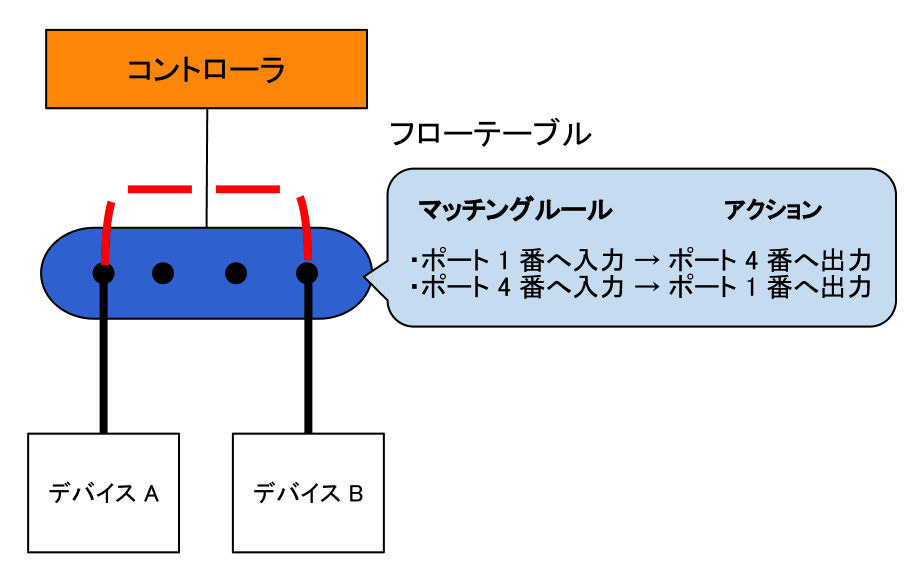 コントローラ
フローテーブル
マッチングルール アクション
・ポート 1 番へ入力 → ポート 4 番へ出力
・ポート 4 番へ入力 → ポート 1 番へ出力
デバイス A
デバイス B